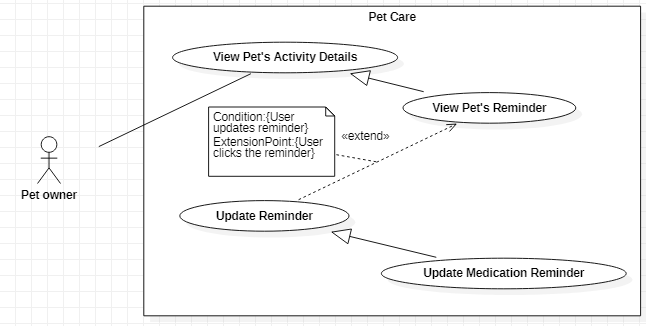 Pet Care
View Pet's Activity Details
View Pet's Reminder
Condition:{User
updates reminder}
ExtensionPoint:{User
clicks the reminder}
«extend»
Pet owner
Update Reminder
Update Medication Reminder